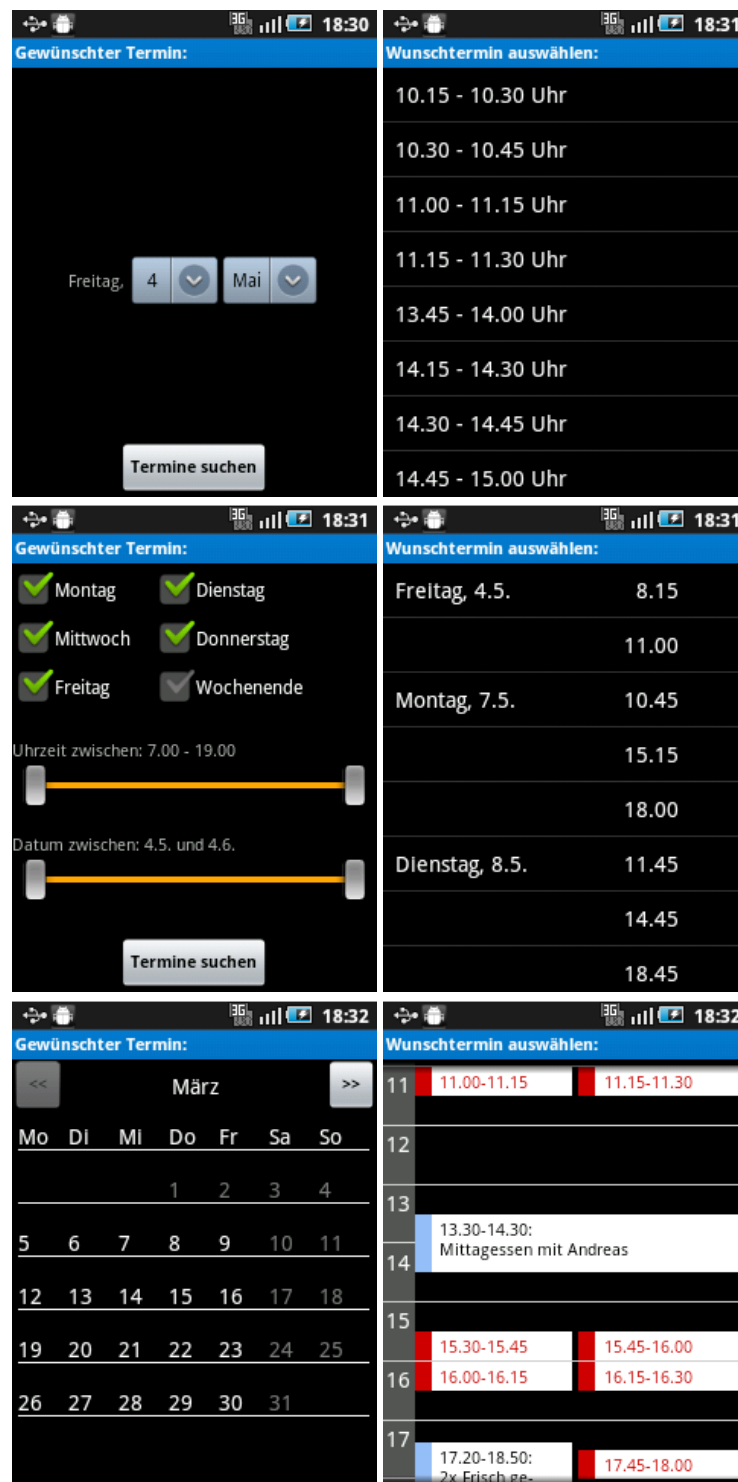 18:30
Gewünschter Termin:
Freitag, 4 Mai
Termine suchen
18:31
Wunschtermin auswählen:
10.15 - 10.30 Uhr
10.30 - 10.45 Uhr
11.00 - 11.15 Uhr
11.15 - 11.30 Uhr
13.45 - 14.00 Uhr
14.15 - 14.30 Uhr
14.30 - 14.45 Uhr
14.45 - 15.00 Uhr
18:31
Gewünschter Termin:
Montag Dienstag
Mittwoch Donnerstag
Freitag Wochenende
Uhrzeit zwischen: 7.00 - 19.00
Datum zwischen: 4.5. und 4.6.
Termine suchen
18:31
Wunschtermin auswählen:
Freitag, 4.5. 8.15
11.00
Montag, 7.5. 10.45
15.15
18.00
Dienstag, 8.5. 11.45
14.45
18.45
18:32
Gewünschter Termin:
<< März >>
Mo Di Mi Do Fr Sa So
1 2 3 4
5 6 7 8 9 10 11
12 13 14 15 16 17 18
19 20 21 22 23 24 25
26 27 28 29 30 31
18:32
Wunschtermin auswählen:
11 11.00-11.15 11.15-11.30
12
13
13.30-14.30:
Mittagessen mit Andreas
14
15
15.30-15.45 15.45-16.00
16 16.00-16.15 16.15-16.30
17
17.20-18.50: 17.45-18.00
2x Frisch ge-